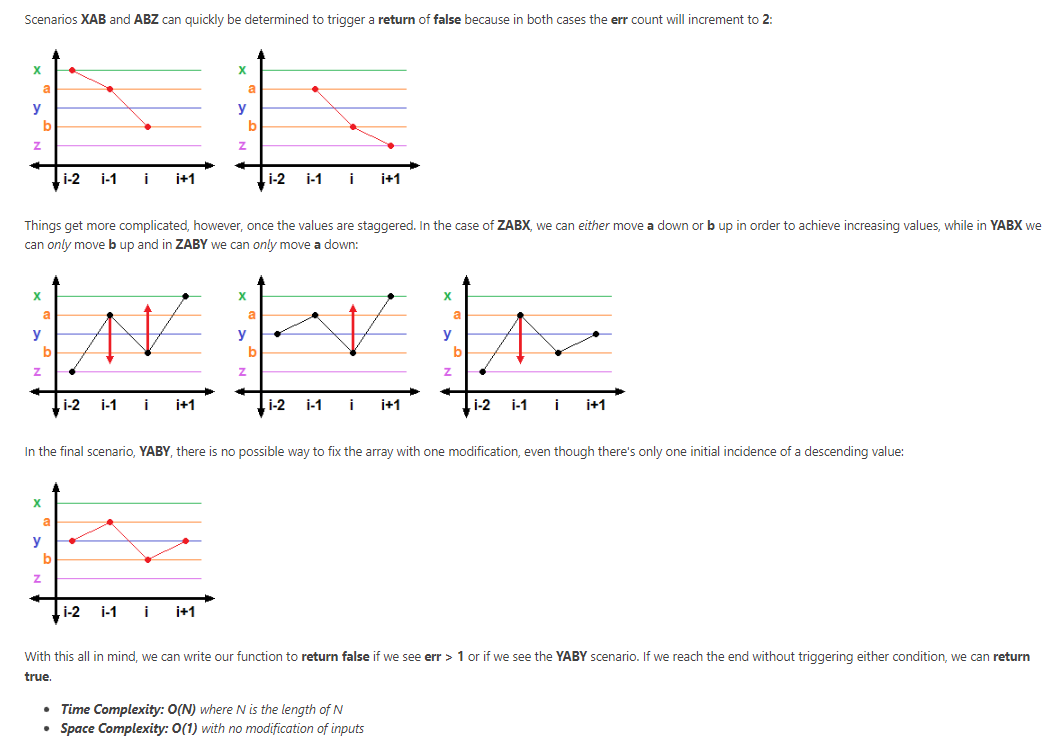 Scenarios XAB and ABZ can quickly be determined to trigger a return of false because in both cases the err count will increment to 2:
x
a
y
b
z
i-2 i-1 i i+1
x
a
y
b
z
i-2 i-1 i i+1
Things get more complicated, however, once the values are staggered. In the case of ZABX, we can either move a down or b up in order to achieve increasing values, while in YABX we
can only move b up and in ZABY we can only move a down:
x
a
y
b
z
i-2 i-1 i i+1
x
a
y
b
z
i-2 i-1 i i+1
x
a
y
b
z
i-2 i-1 i i+1
In the final scenario, YABY, there is no possible way to fix the array with one modification, even though there's only one initial incidence of a descending value:
x
a
y
b
z
i-2 i-1 i i+1
With this all in mind, we can write our function to return false if we see err > 1 or if we see the YABY scenario. If we reach the end without triggering either condition, we can return
true.
• Time Complexity: O(N) where N is the length of N
• Space Complexity: O(1) with no modification of inputs